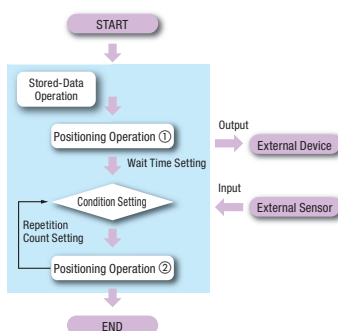 START
Stored-Data
Operation
Positioning Operation ①
Output
External Device
Wait Time Setting
Condition Setting
Input
External Sensor
Repetition
Count Setting
Positioning Operation ②
END